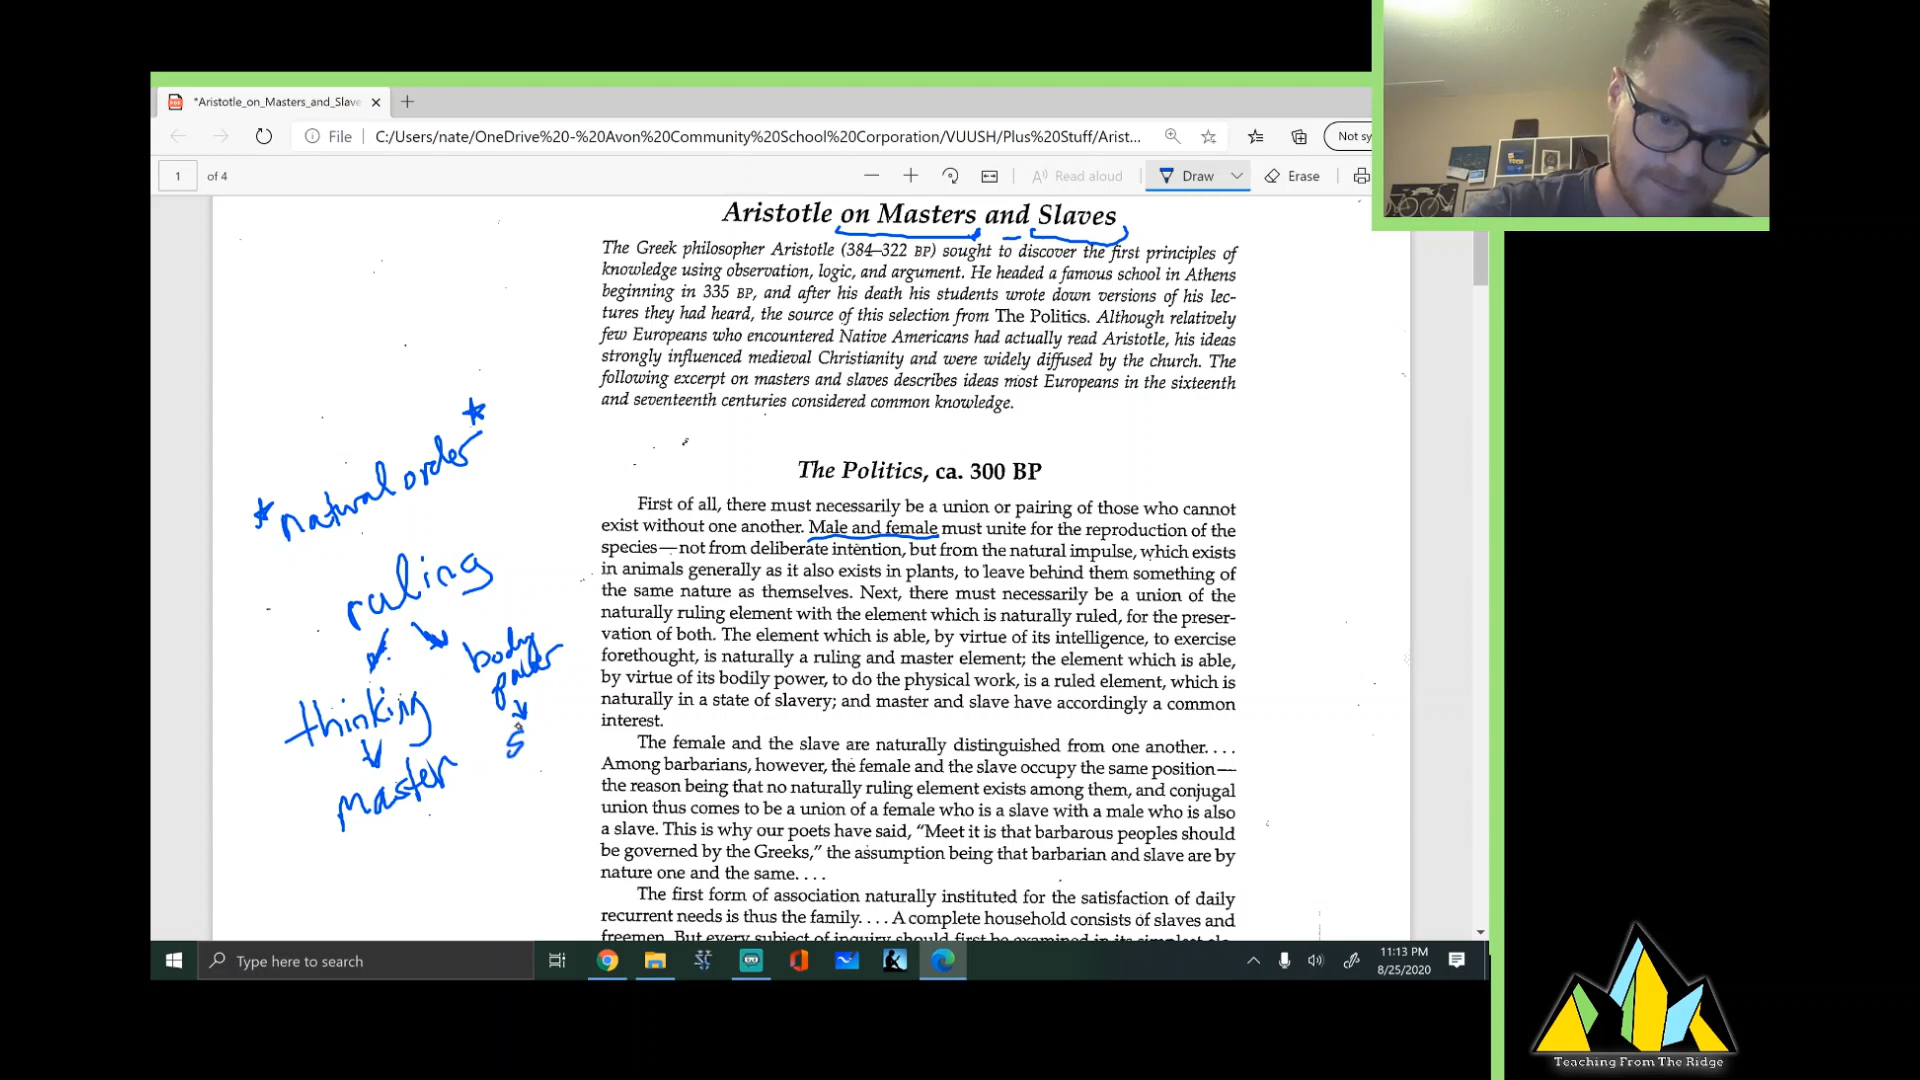 *Aristotle_on_Masters_and_Slave
File
C:/Users/nate/OneDrive%20-%20Avon%20Community%20School%20Corporation/VUUSH/Plus%20Stuff/Arist...
Not sy
1 of 4
Read aloud
Draw
Erase
Aristotle on Masters and Slaves
The Greek philosopher Aristotle (384–322 BP) sought to discover the first principles of
knowledge using observation, logic, and argument. He headed a famous school in Athens
beginning in 335 BP, and after his death his students wrote down versions of his lec-
tures they had heard, the source of this selection from The Politics. Although relatively
few Europeans who encountered Native Americans had actually read Aristotle, his ideas
strongly influenced medieval Christianity and were widely diffused by the church. The
following excerpt on masters and slaves describes ideas most Europeans in the sixteenth
and seventeenth centuries considered common knowledge.
*natural order*
ruling
thinking
master
body
power
S
The Politics, ca. 300 BP
First of all, there must necessarily be a union or pairing of those who cannot
exist without one another. Male and female must unite for the reproduction of the
species—not from deliberate intention, but from the natural impulse, which exists
in animals generally as it also exists in plants, to leave behind them something of
the same nature as themselves. Next, there must necessarily be a union of the
naturally ruling element with the element which is naturally ruled, for the preser-
vation of both. The element which is able, by virtue of its intelligence, to exercise
forethought, is naturally a ruling and master element; the element which is able,
by virtue of its bodily power, to do the physical work, is a ruled element, which is
naturally in a state of slavery; and master and slave have accordingly a common
interest.
The female and the slave are naturally distinguished from one another. . . .
Among barbarians, however, the female and the slave occupy the same position—
the reason being that no naturally ruling element exists among them, and conjugal
union thus comes to be a union of a female who is a slave with a male who is also
a slave. This is why our poets have said, “Meet it is that barbarous peoples should
be governed by the Greeks,” the assumption being that barbarian and slave are by
nature one and the same. . . .
The first form of association naturally instituted for the satisfaction of daily
recurrent needs is thus the family. . . . A complete household consists of slaves and
freemen. But every subject of inquiry should first be examined in its simplest ele-
Type here to search
11:13 PM
8/25/2020
Teaching From The Ridge